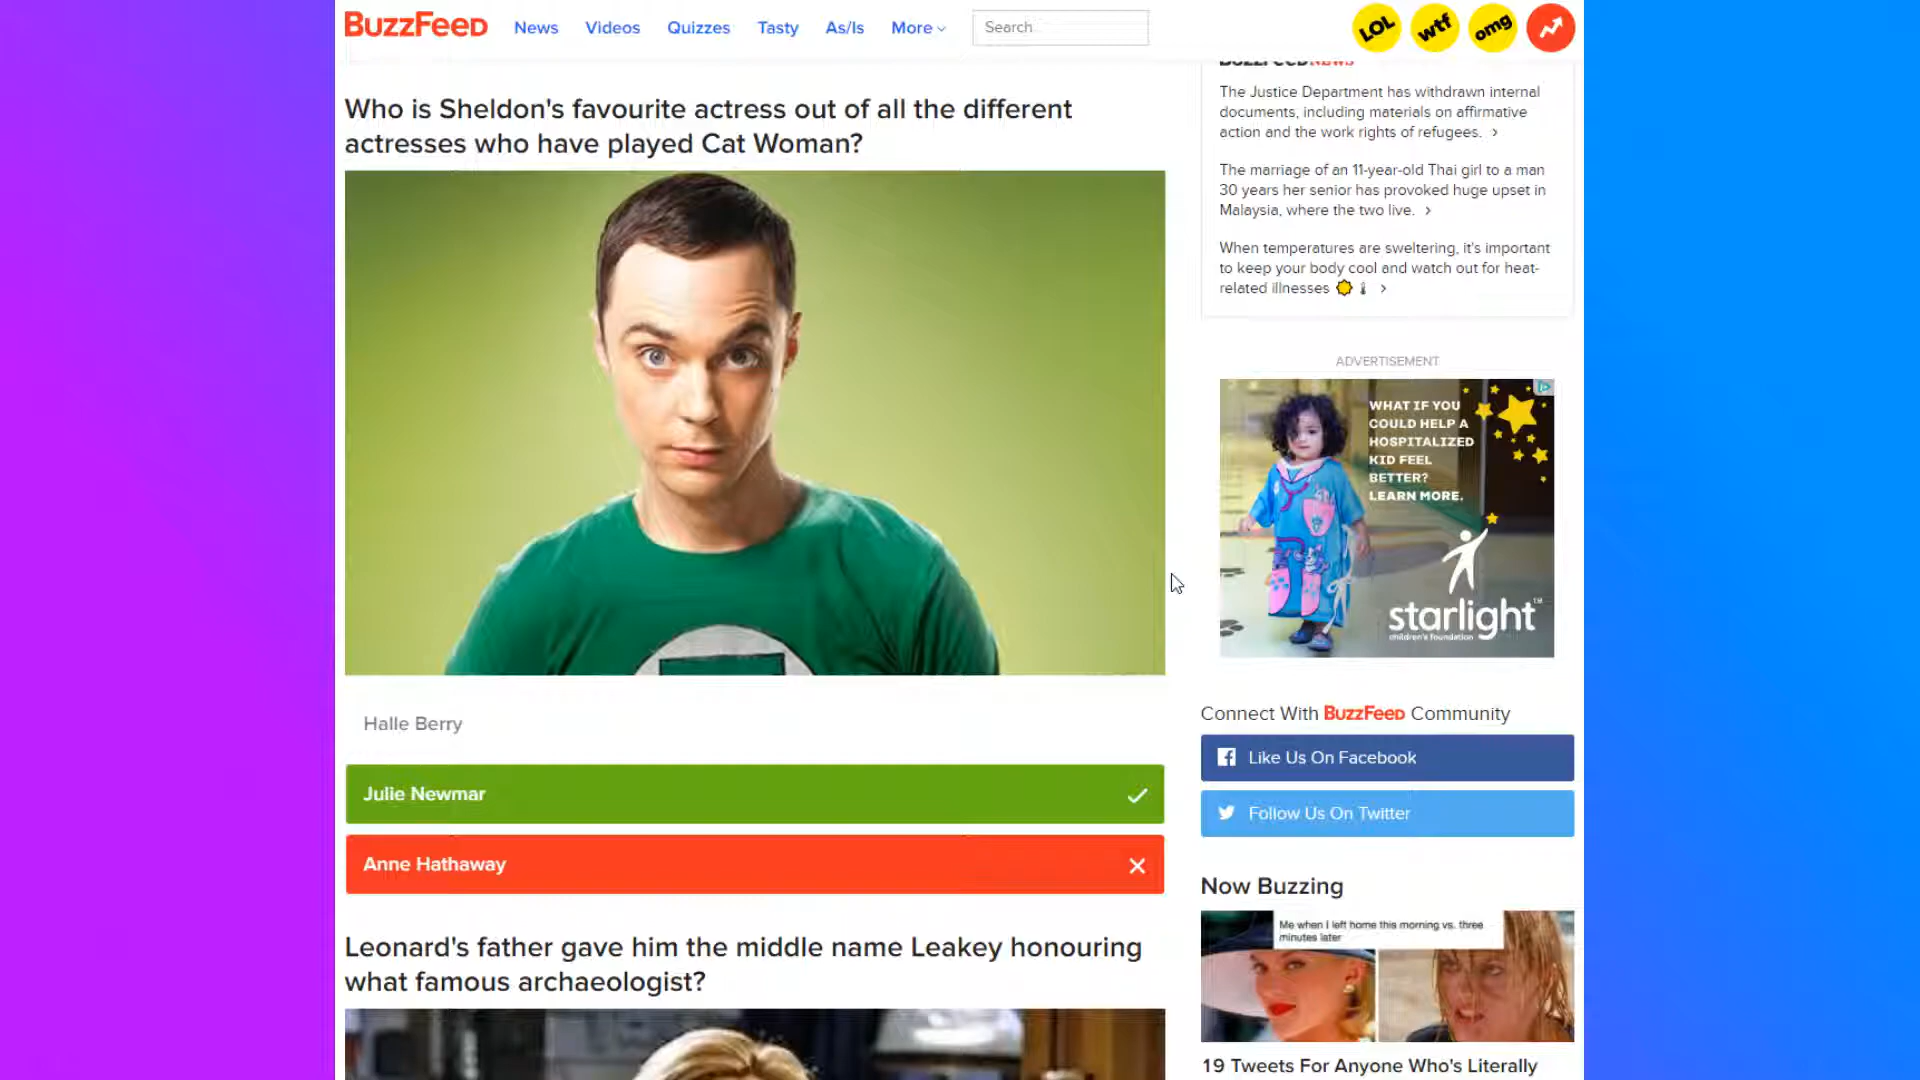 BuzzFeed
News
Videos
Quizzes
Tasty
As/Is
More
Search
LOL
wtf
omg
Who is Sheldon's favourite actress out of all the different
actresses who have played Cat Woman?
Halle Berry
Julie Newmar
Anne Hathaway
Leonard's father gave him the middle name Leakey honouring
what famous archaeologist?
BUZZFEED NEWS
The Justice Department has withdrawn internal
documents, including materials on affirmative
action and the work rights of refugees.
The marriage of an 11-year-old Thai girl to a man
30 years her senior has provoked huge upset in
Malaysia, where the two live.
When temperatures are sweltering, it's important
to keep your body cool and watch out for heat-
related illnesses
ADVERTISEMENT
WHAT IF YOU
COULD HELP A
HOSPITALIZED
KID FEEL
BETTER?
LEARN MORE.
starlight™
children's foundation
Connect With BuzzFeed Community
Like Us On Facebook
Follow Us On Twitter
Now Buzzing
Me when I left home this morning vs. three
minutes later
19 Tweets For Anyone Who's Literally